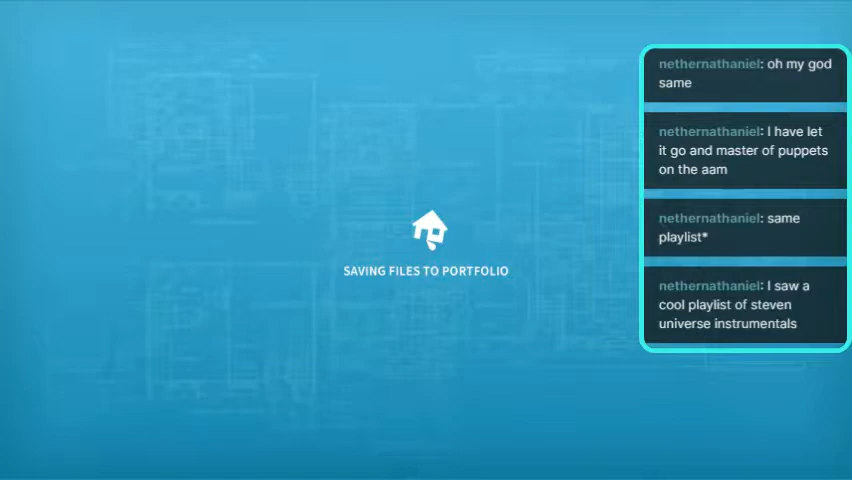 nethernathaniel: oh my god
same
nethernathaniel: I have let
it go and master of puppets
on the aam
nethernathaniel: same
playlist*
nethernathaniel: I saw a
cool playlist of steven
universe instrumentals
SAVING FILES TO PORTFOLIO